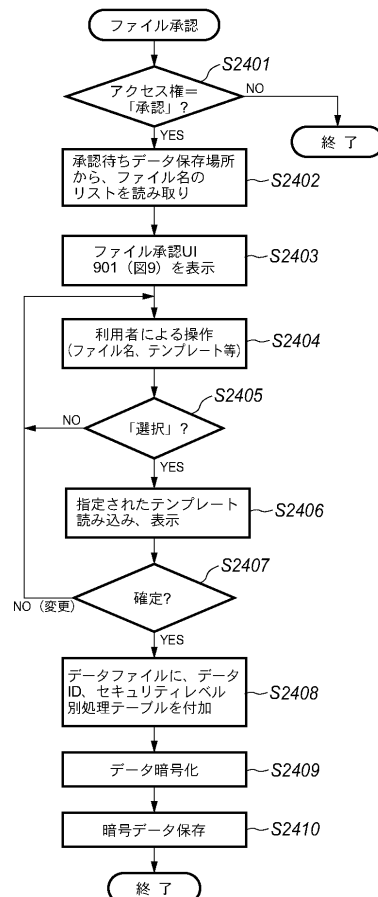 ファイル承認
S2401
アクセス権＝
「承認」？
NO
YES
終 了
承認待ちデータ保存場所
から、ファイル名の
リストを読み取り
S2402
ファイル承認UI
901（図9）を表示
S2403
利用者による操作
(ファイル名、テンプレート等)
S2404
S2405
「選択」？
NO
YES
指定されたテンプレート
読み込み、表示
S2406
S2407
確定?
NO（変更）
YES
データファイルに、データ
ID、セキュリティレベル
別処理テーブルを付加
S2408
データ暗号化
S2409
暗号データ保存
S2410
終 了